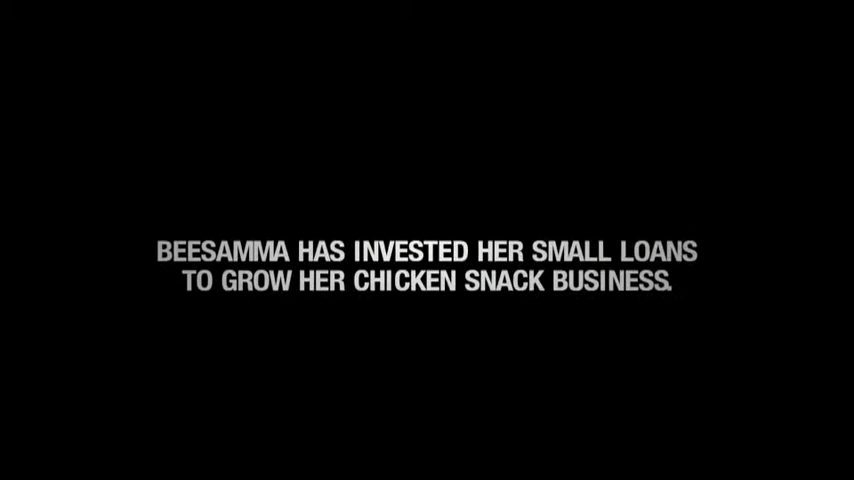 BEESAMMA HAS INVESTED HER SMALL LOANS
TO GROW HER CHICKEN SNACK BUSINESS.